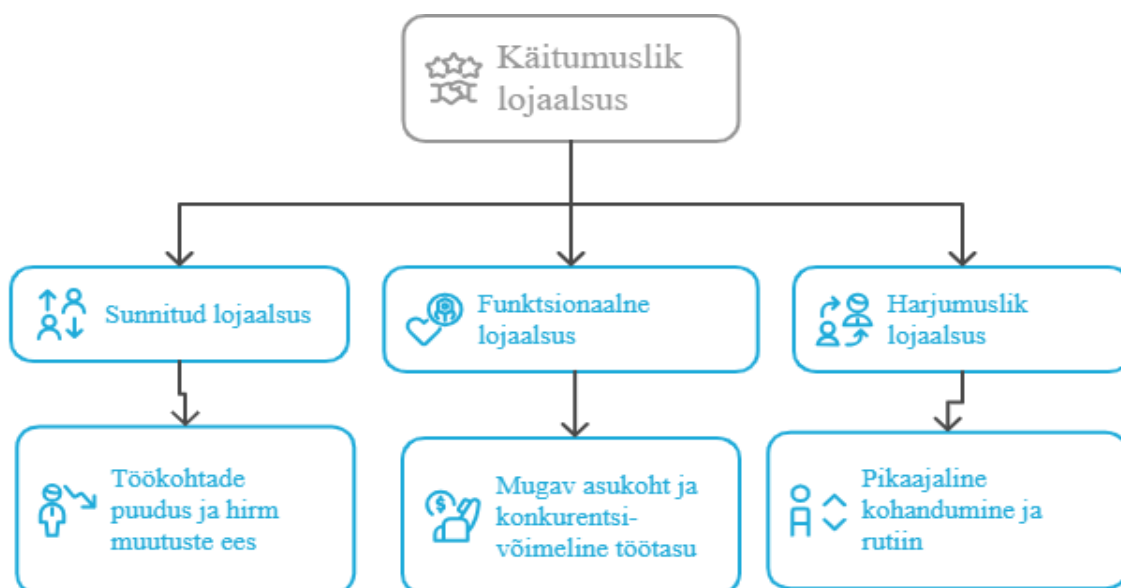 Käitumuslik
lojaalsus
Sunnitud lojaalsus
Funktsionaalne
lojaalsus
Harjumuslik
lojaalsus
Töökohtade
puudus ja hirm
muutuste ees
Mugav asukoht ja
konkurentsi-
võimeline töötasu
Pikaajaline
kohandumine ja
rutiin